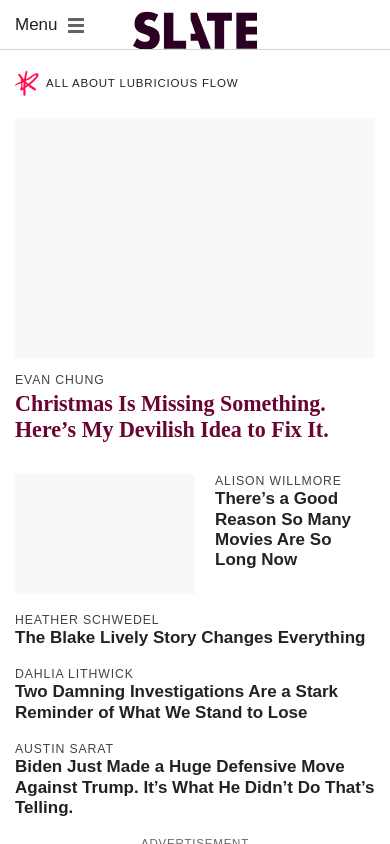 Menu
SLATE
ALL ABOUT LUBRICIOUS FLOW
EVAN CHUNG
Christmas Is Missing Something.
Here’s My Devilish Idea to Fix It.
ALISON WILLMORE
There’s a Good
Reason So Many
Movies Are So
Long Now
HEATHER SCHWEDEL
The Blake Lively Story Changes Everything
DAHLIA LITHWICK
Two Damning Investigations Are a Stark
Reminder of What We Stand to Lose
AUSTIN SARAT
Biden Just Made a Huge Defensive Move
Against Trump. It’s What He Didn’t Do That’s
Telling.
ADVERTISEMENT